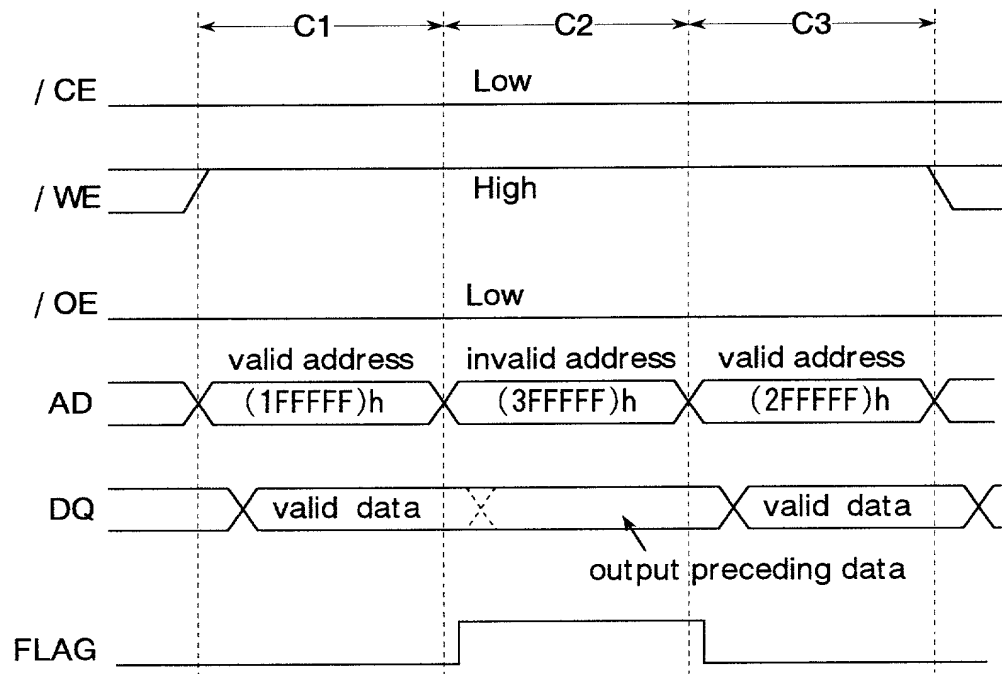 C1 C2 C3
/ CE Low
/ WE High
/ OE Low
valid address invalid address valid address
AD (1FFFFF)h (3FFFFF)h (2FFFFF)h
DQ valid data valid data
output preceding data
FLAG